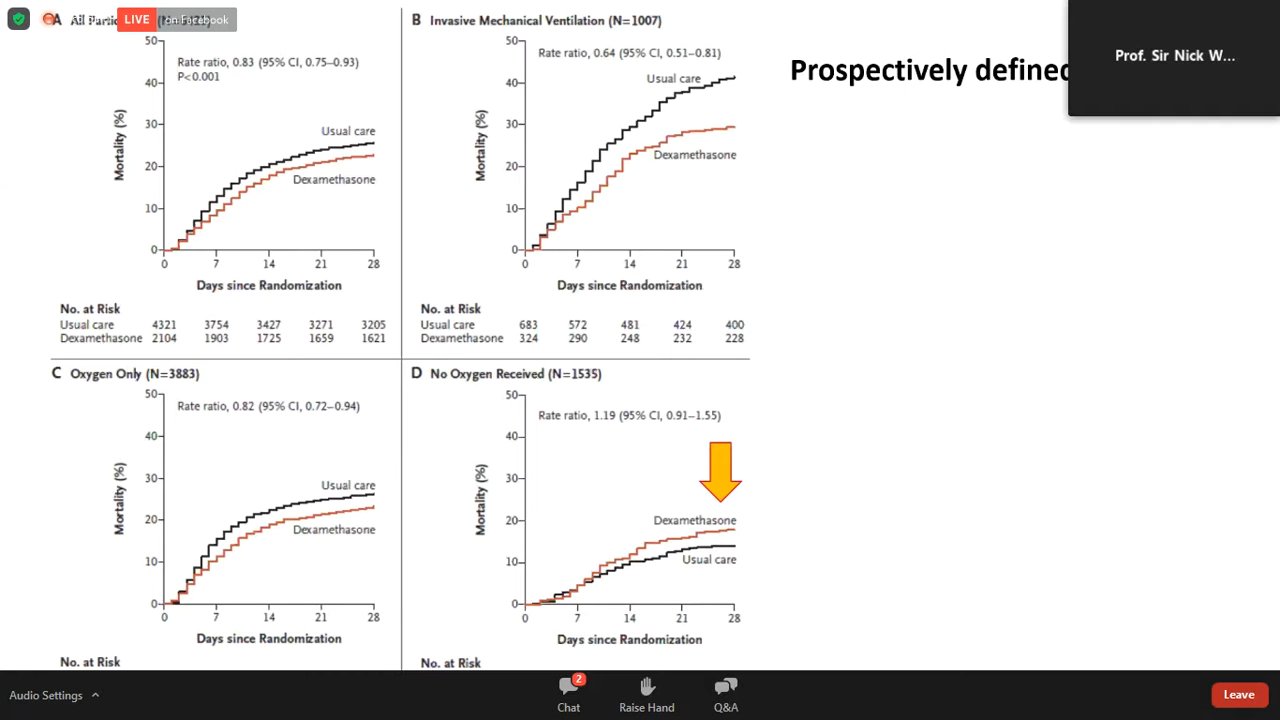 A All Parti
LIVE on Facebook
50
40
30
20
10
0
Mortality (%)
Rate ratio, 0.83 (95% CI, 0.75–0.93)
P<0.001
Usual care
Dexamethasone
0 7 14 21 28
Days since Randomization
No. at Risk
Usual care 4321 3754 3427 3271 3205
Dexamethasone 2104 1903 1725 1659 1621
B Invasive Mechanical Ventilation (N=1007)
50
40
30
20
10
0
Mortality (%)
Rate ratio, 0.64 (95% CI, 0.51–0.81)
Usual care
Dexamethasone
0 7 14 21 28
Days since Randomization
No. at Risk
Usual care 683 572 481 424 400
Dexamethasone 324 290 248 232 228
Prospectively defined
Prof. Sir Nick W...
C Oxygen Only (N=3883)
50
40
30
20
10
0
Mortality (%)
Rate ratio, 0.82 (95% CI, 0.72–0.94)
Usual care
Dexamethasone
0 7 14 21 28
Days since Randomization
No. at Risk
D No Oxygen Received (N=1535)
50
40
30
20
10
0
Mortality (%)
Rate ratio, 1.19 (95% CI, 0.91–1.55)
Dexamethasone
Usual care
0 7 14 21 28
Days since Randomization
No. at Risk
Audio Settings
2
Chat
Raise Hand
Q&A
Leave